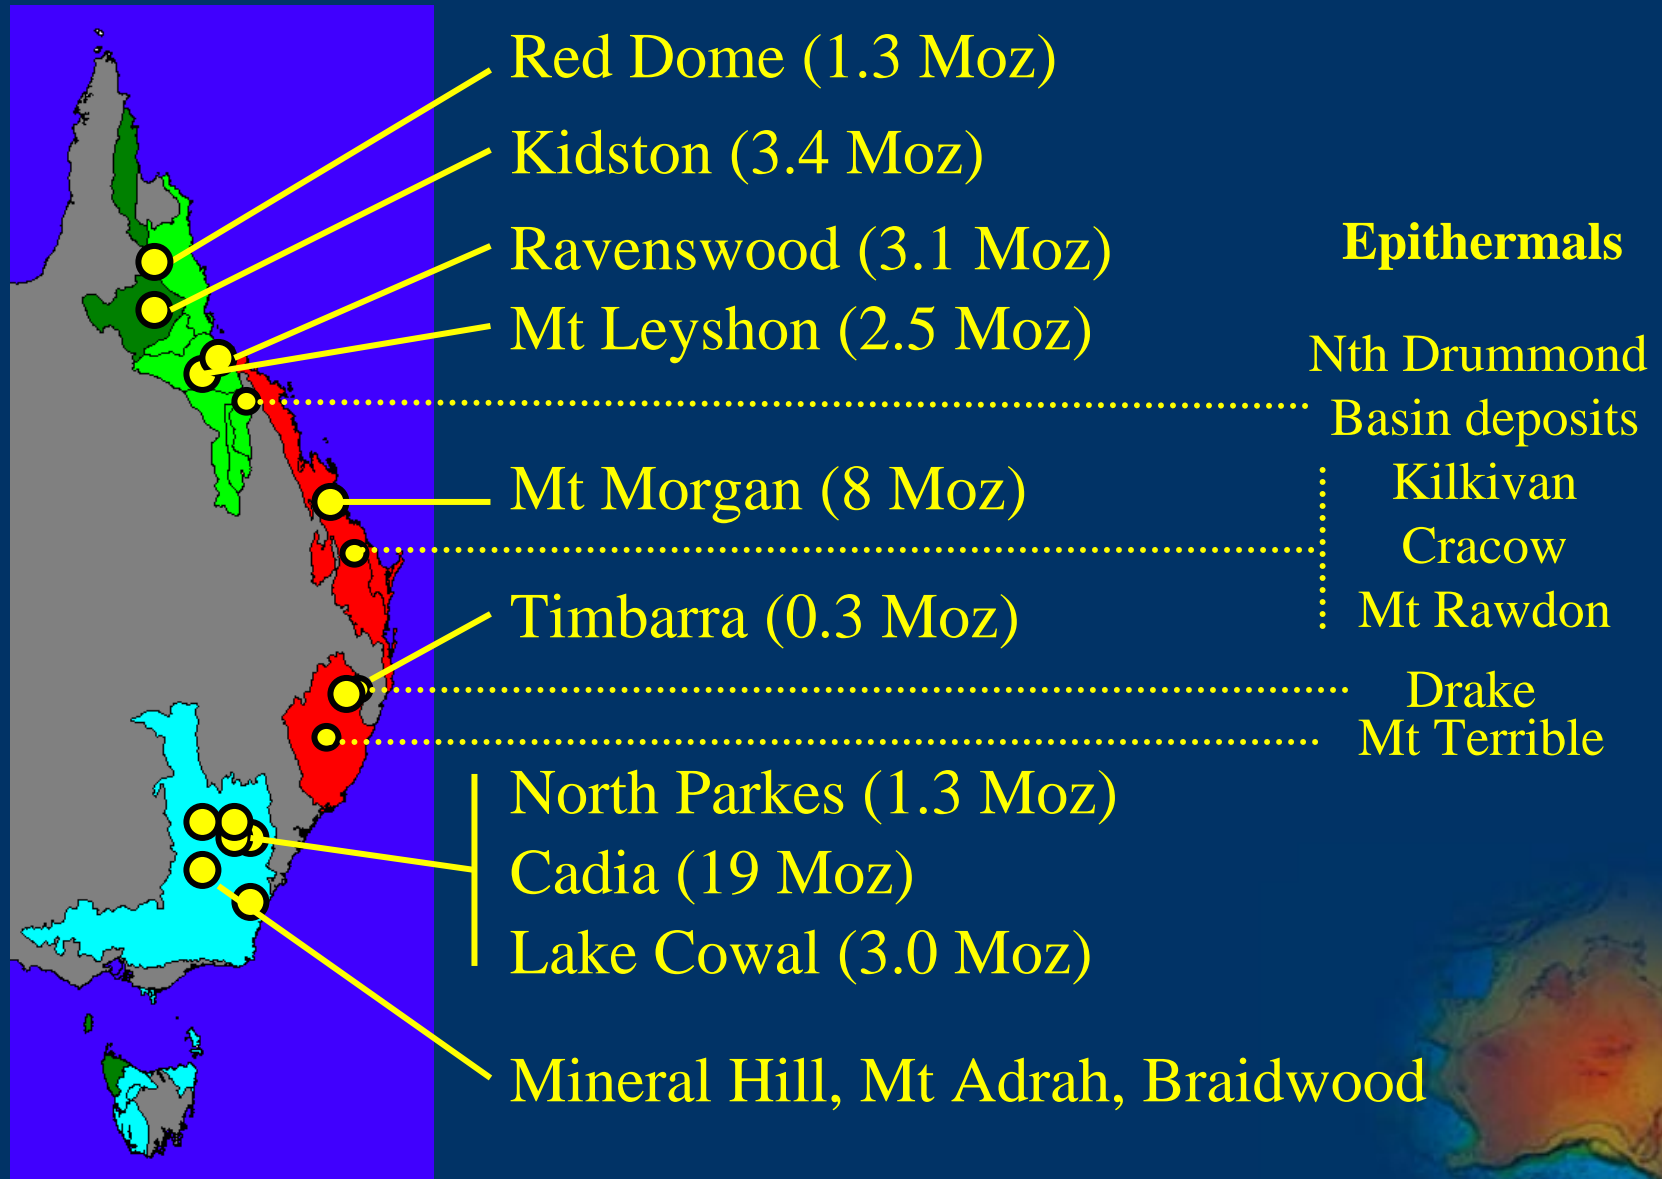 Red Dome (1.3 Moz)
Kidston (3.4 Moz)
Ravenswood (3.1 Moz)
Mt Leyshon (2.5 Moz)
Mt Morgan (8 Moz)
Timbarra (0.3 Moz)
North Parkes (1.3 Moz)
Cadia (19 Moz)
Lake Cowal (3.0 Moz)
Mineral Hill, Mt Adrah, Braidwood
Epithermals
Nth Drummond
Basin deposits
Kilkivan
Cracow
Mt Rawdon
Drake
Mt Terrible